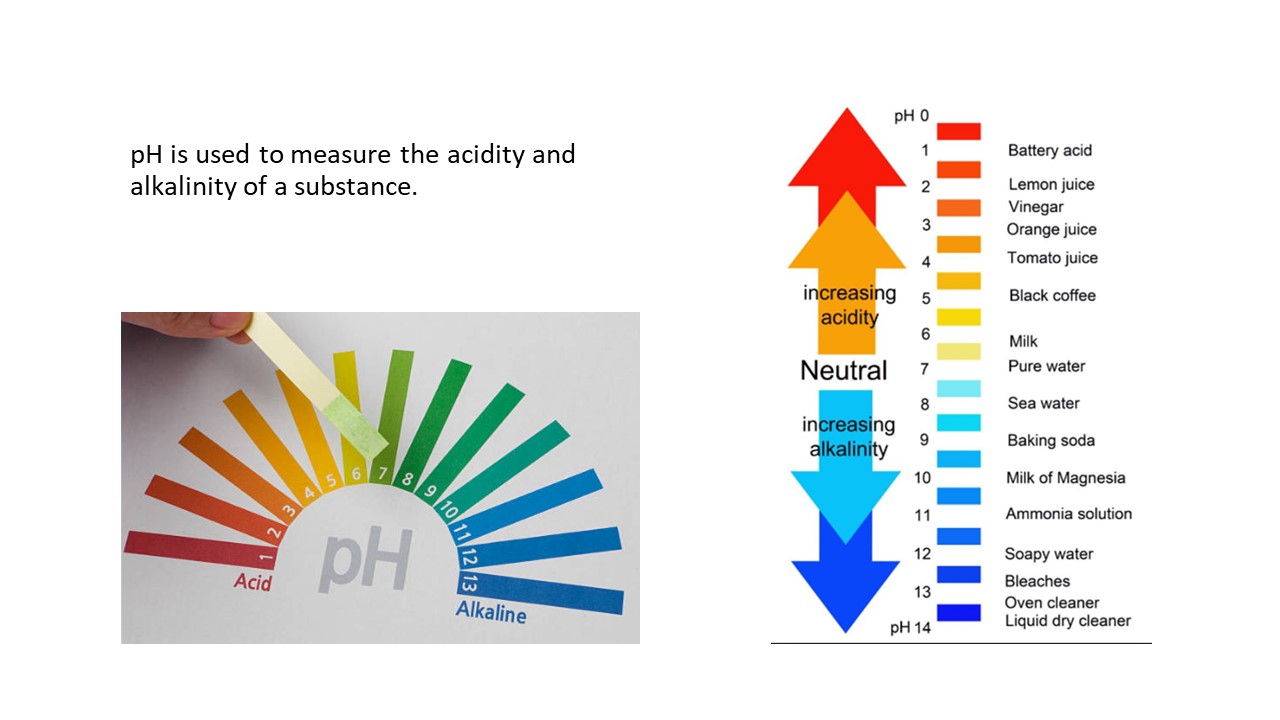 pH is used to measure the acidity and
alkalinity of a substance.
1
2
3
4
5
6
7
8
9
10
11
12
13
pH
Acid
Alkaline
increasing
acidity
Neutral
increasing
alkalinity
pH 0
1
Battery acid
2
Lemon juice
Vinegar
3
Orange juice
4
Tomato juice
5
Black coffee
6
Milk
7
Pure water
8
Sea water
9
Baking soda
10
Milk of Magnesia
11
Ammonia solution
12
Soapy water
Bleaches
13
Oven cleaner
Liquid dry cleaner
pH 14